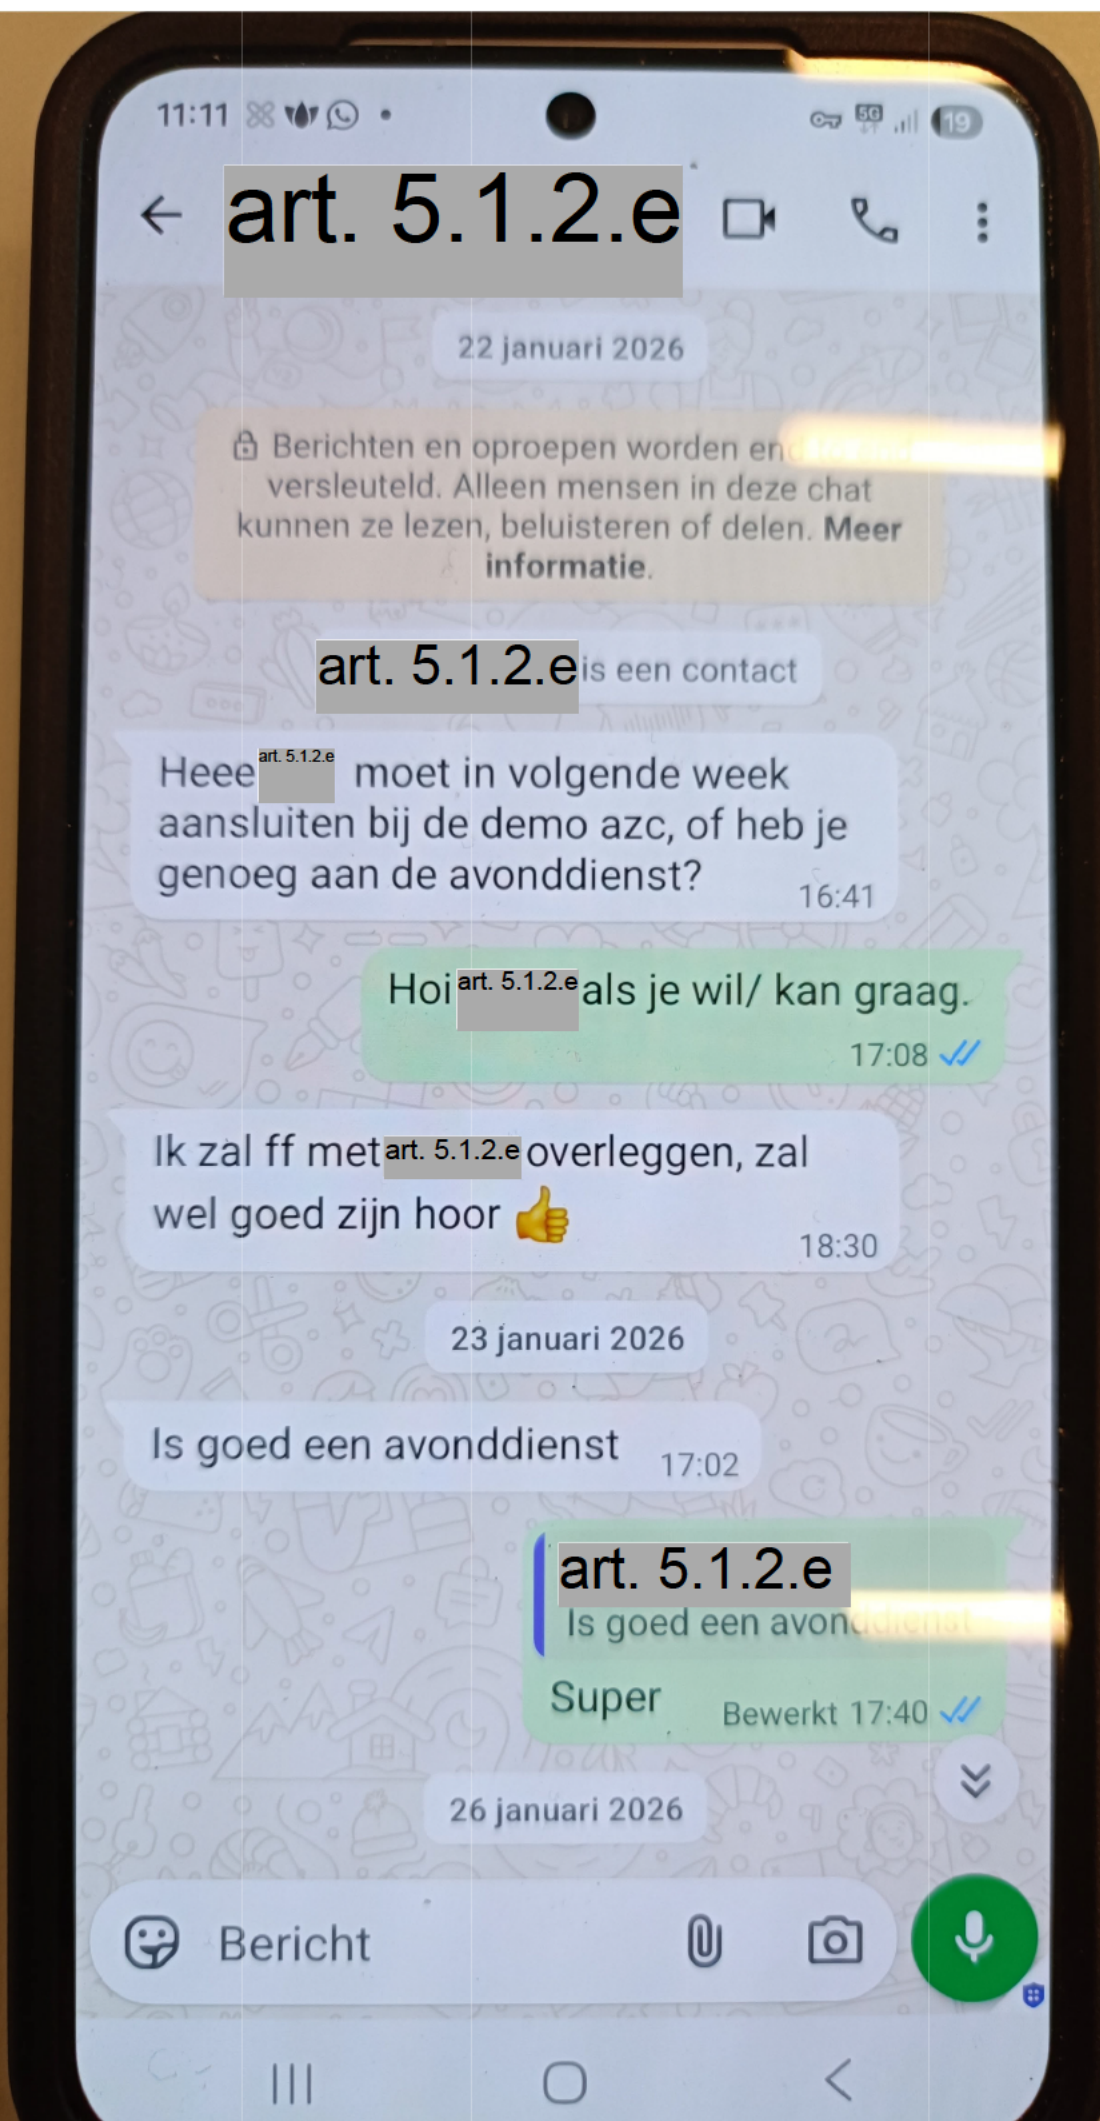 11:11
5G
19
art. 5.1.2.e
22 januari 2026
Berichten en oproepen worden
versleuteld. Alleen mensen in deze chat
kunnen ze lezen, beluisteren of delen. Meer
informatie.
art. 5.1.2.e is een contact
Heee art. 5.1.2.e moet in volgende week
aansluiten bij de demo azc, of heb je
genoeg aan de avonddienst?
16:41
Hoi art. 5.1.2.e als je wil/ kan graag.
17:08
Ik zal ff met art. 5.1.2.e overleggen, zal
wel goed zijn hoor 👍
18:30
23 januari 2026
Is goed een avonddienst
17:02
art. 5.1.2.e
Is goed een avonddienst
Super
Bewerkt 17:40
26 januari 2026
Bericht